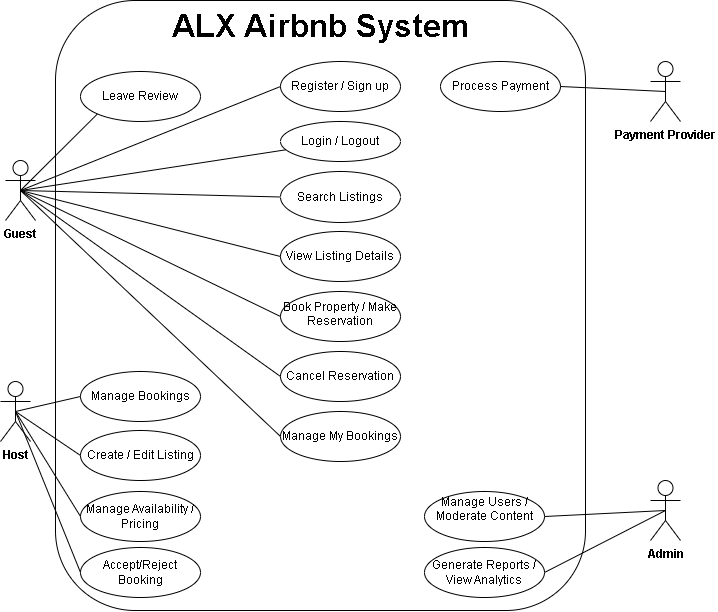 ALX Airbnb System
Leave Review
Register / Sign up
Process Payment
Payment Provider
Login / Logout
Search Listings
Guest
View Listing Details
Book Property / Make
Reservation
Cancel Reservation
Manage My Bookings
Manage Bookings
Host
Create / Edit Listing
Manage Availability /
Pricing
Accept/Reject
Booking
Manage Users /
Moderate Content
Admin
Generate Reports /
View Analytics